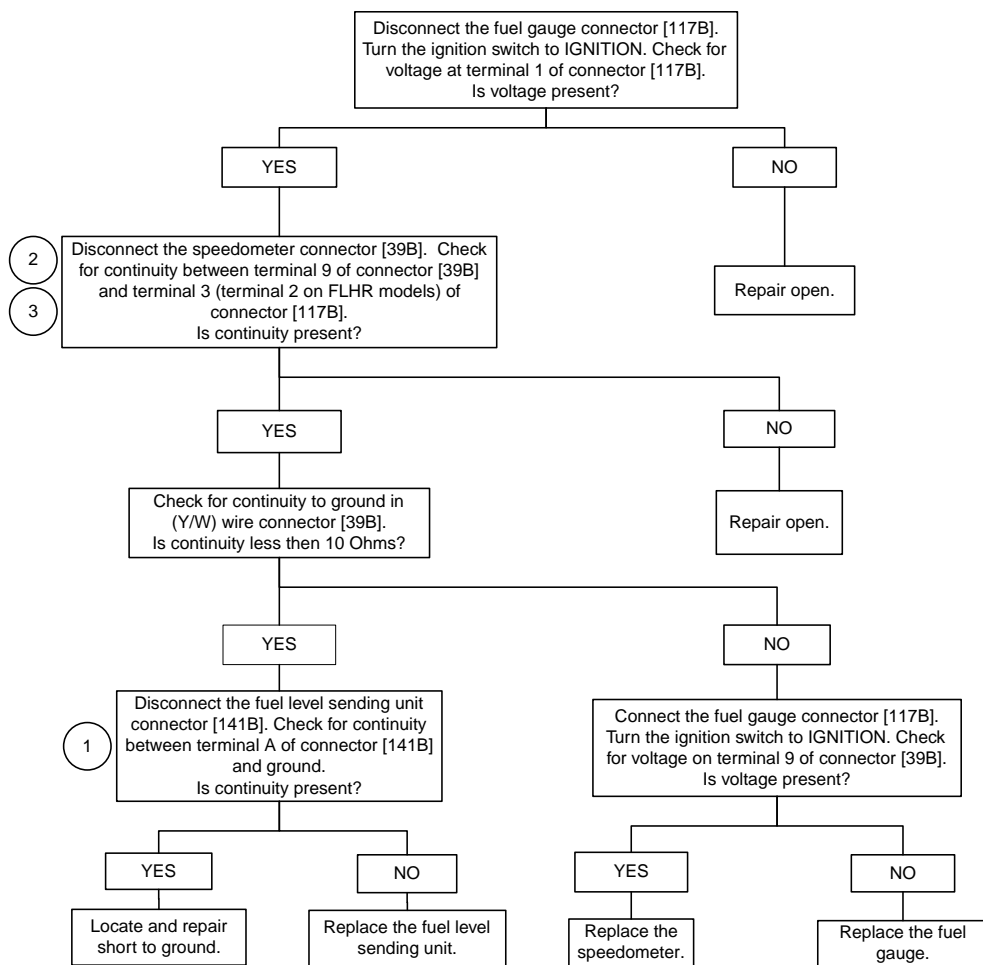 Disconnect the fuel gauge connector [117B].
Turn the ignition switch to IGNITION. Check for
voltage at terminal 1 of connector [117B].
Is voltage present?
YES
NO
2
3
Disconnect the speedometer connector [39B].  Check
for continuity between terminal 9 of connector [39B]
and terminal 3 (terminal 2 on FLHR models) of
connector [117B].
Is continuity present?
Repair open.
YES
NO
Check for continuity to ground in
(Y/W) wire connector [39B].
Is continuity less then 10 Ohms?
Repair open.
YES
NO
1
Disconnect the fuel level sending unit
connector [141B]. Check for continuity
between terminal A of connector [141B]
and ground.
Is continuity present?
Connect the fuel gauge connector [117B].
Turn the ignition switch to IGNITION. Check
for voltage on terminal 9 of connector [39B].
Is voltage present?
YES
NO
YES
NO
Locate and repair
short to ground.
Replace the fuel level
sending unit.
Replace the
speedometer.
Replace the fuel
gauge.